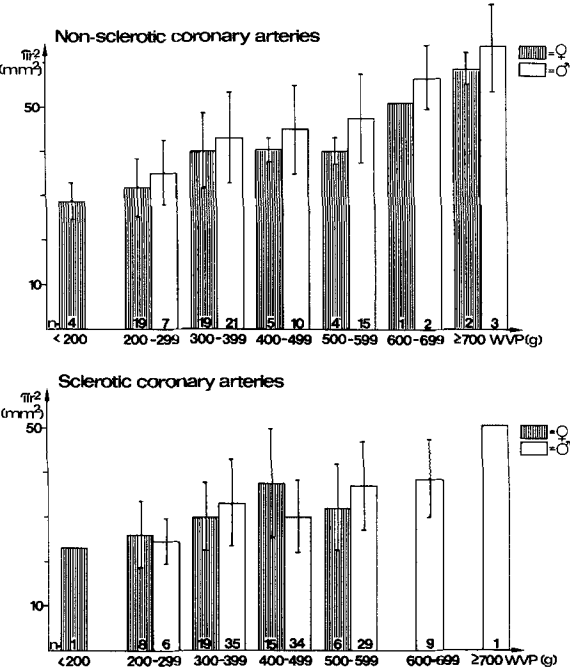 Non-sclerotic coronary arteries
πr²
(mm²)
=♀
=♂
50
10
n= 4 19 7 19 21 5 10 4 15 1 2 2 3
<200 200-299 300-399 400-499 500-599 600-699 ≥700 WVP(g)
Sclerotic coronary arteries
πr²
(mm²)
=♀
=♂
50
10
n= 1 8 6 19 35 15 34 6 29 9 1
<200 200-299 300-399 400-499 500-599 600-699 ≥700 WVP(g)